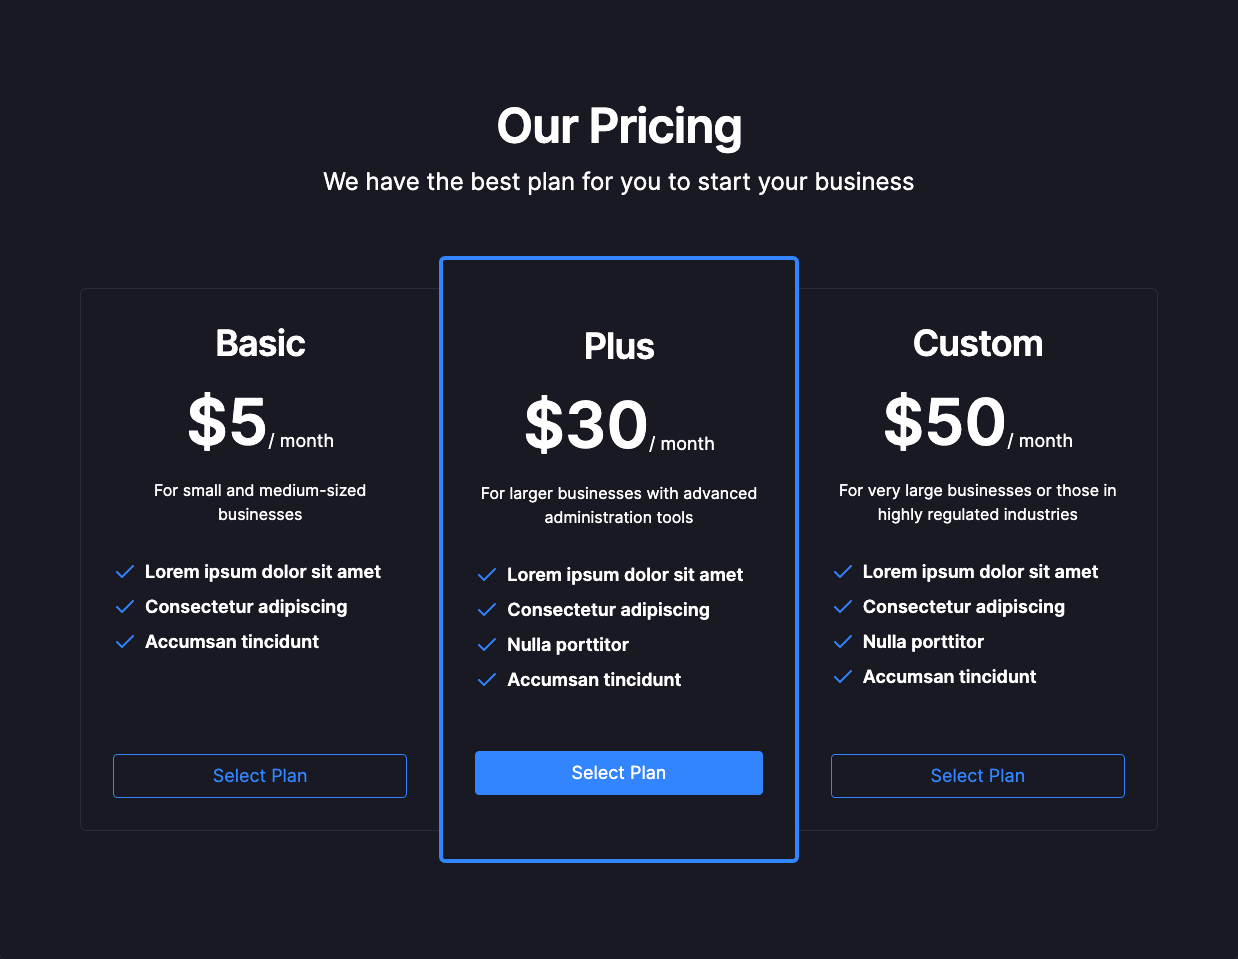 Our Pricing
We have the best plan for you to start your business
Basic
$5/ month
For small and medium-sized
businesses
Lorem ipsum dolor sit amet
Consectetur adipiscing
Accumsan tincidunt
Select Plan
Plus
$30/ month
For larger businesses with advanced
administration tools
Lorem ipsum dolor sit amet
Consectetur adipiscing
Nulla porttitor
Accumsan tincidunt
Select Plan
Custom
$50/ month
For very large businesses or those in
highly regulated industries
Lorem ipsum dolor sit amet
Consectetur adipiscing
Nulla porttitor
Accumsan tincidunt
Select Plan